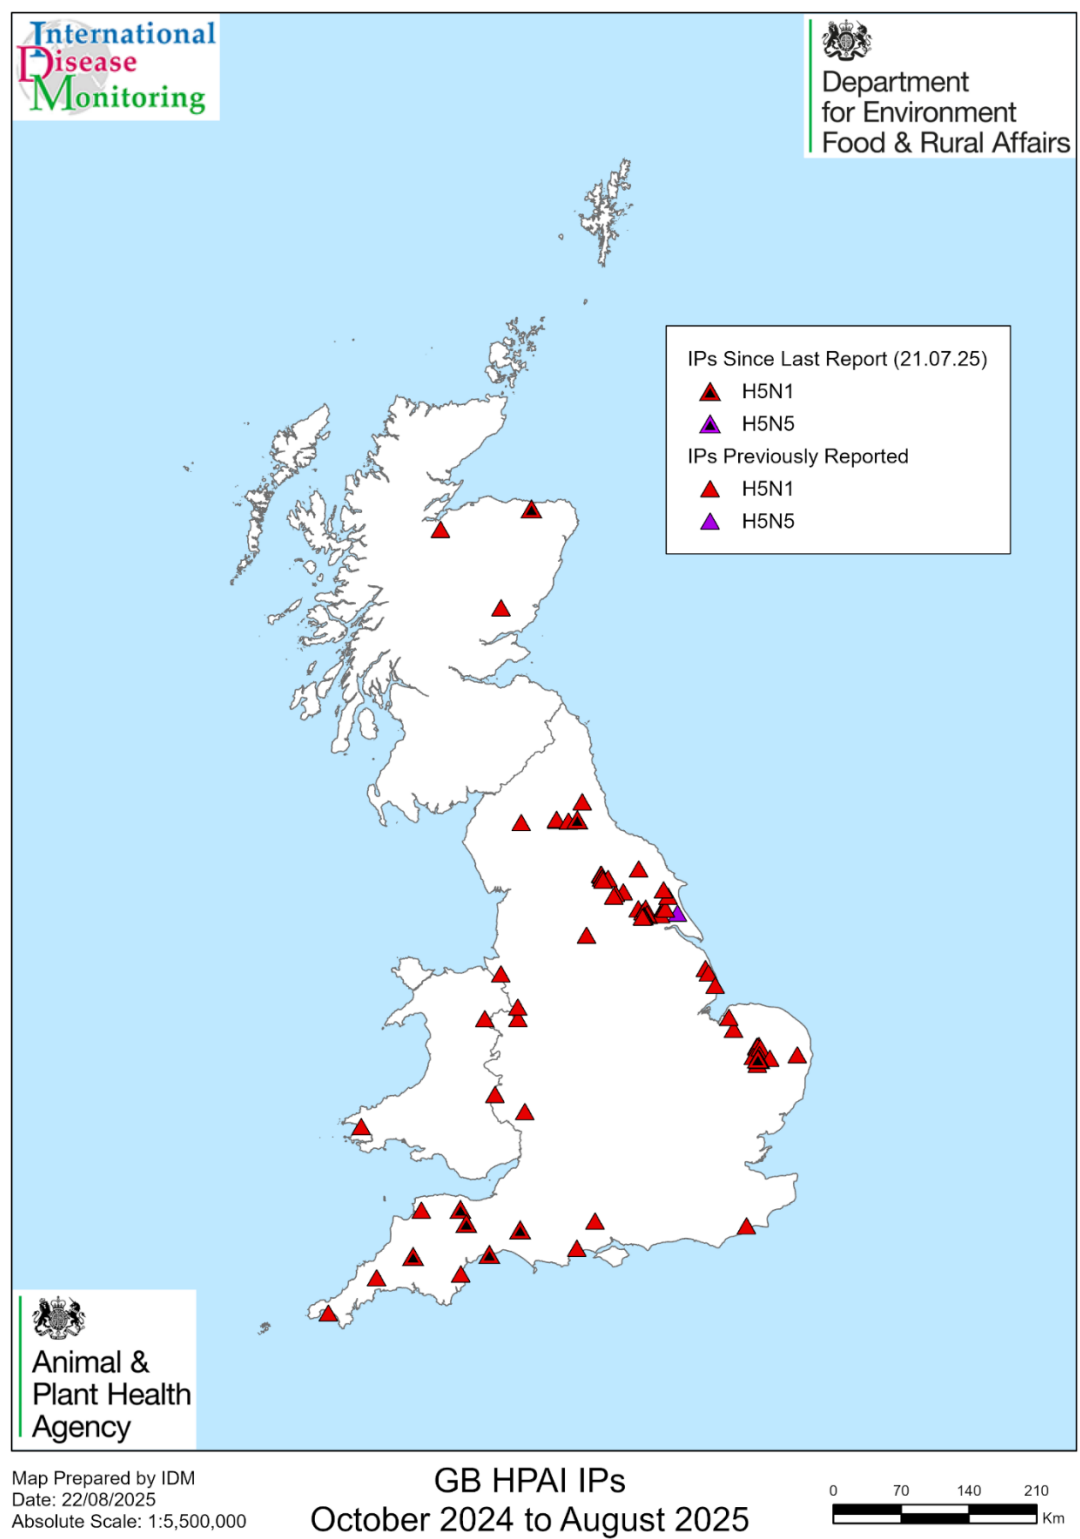 International
Disease
Monitoring
Department
for Environment
Food & Rural Affairs
IPs Since Last Report (21.07.25)
H5N1
H5N5
IPs Previously Reported
H5N1
H5N5
Animal &
Plant Health
Agency
Map Prepared by IDM
Date: 22/08/2025
Absolute Scale: 1:5,500,000
GB HPAI IPs
October 2024 to August 2025
0 70 140 210
Km